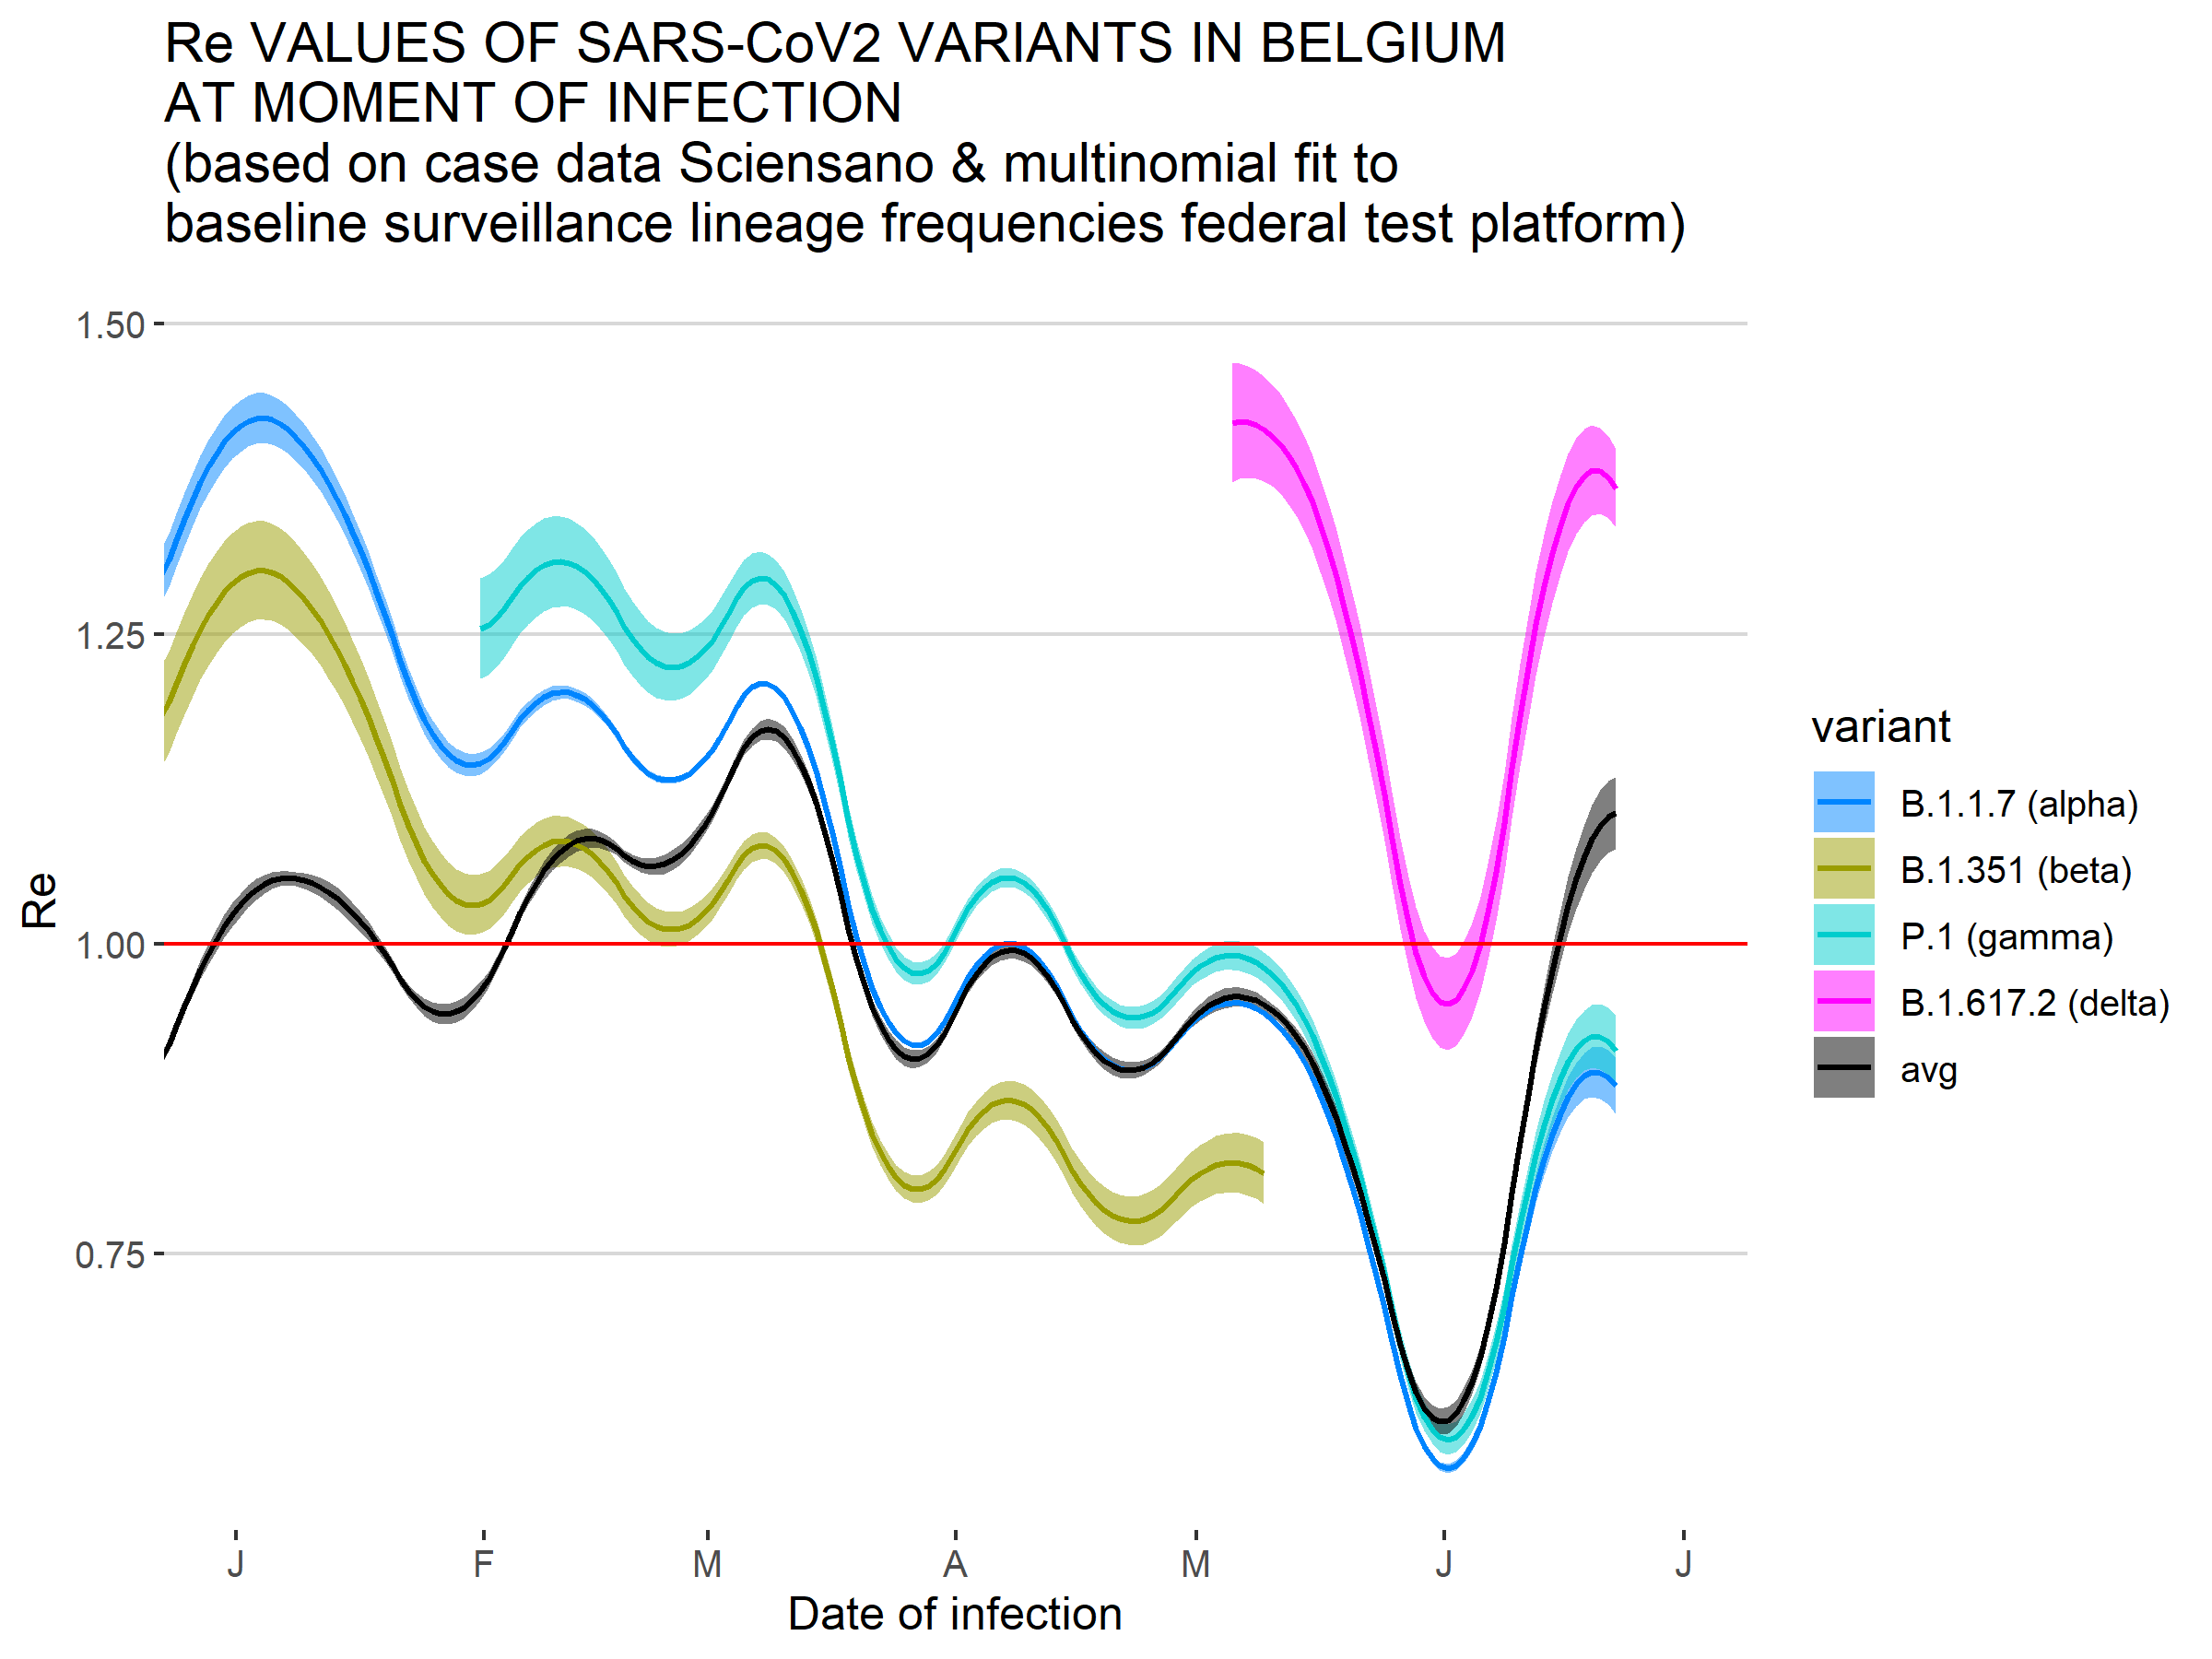 Re VALUES OF SARS-CoV2 VARIANTS IN BELGIUM
AT MOMENT OF INFECTION
(based on case data Sciensano & multinomial fit to
baseline surveillance lineage frequencies federal test platform)
1.50
1.25
1.00
0.75
Re
J F M A M J J
Date of infection
variant
B.1.1.7 (alpha)
B.1.351 (beta)
P.1 (gamma)
B.1.617.2 (delta)
avg